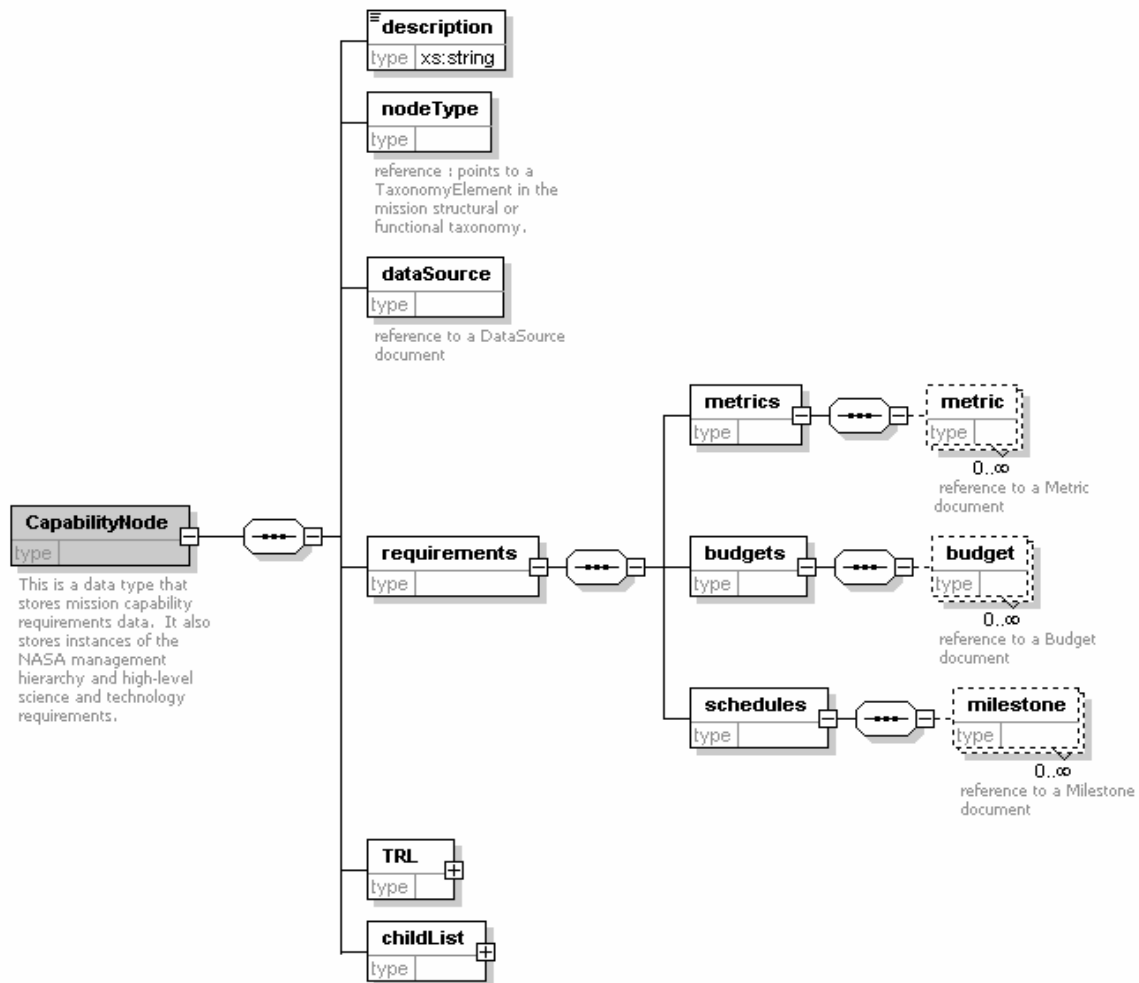 description
type xs:string
nodeType
type
reference : points to a
TaxonomyElement in the
mission structural or
functional taxonomy.
dataSource
type
reference to a DataSource
document
CapabilityNode
type
This is a data type that
stores mission capability
requirements data. It also
stores instances of the
NASA management
hierarchy and high-level
science and technology
requirements.
requirements
type
metrics
type
metric
type
0..∞
reference to a Metric
document
budgets
type
budget
type
0..∞
reference to a Budget
document
schedules
type
milestone
type
0..∞
reference to a Milestone
document
TRL
type
childList
type